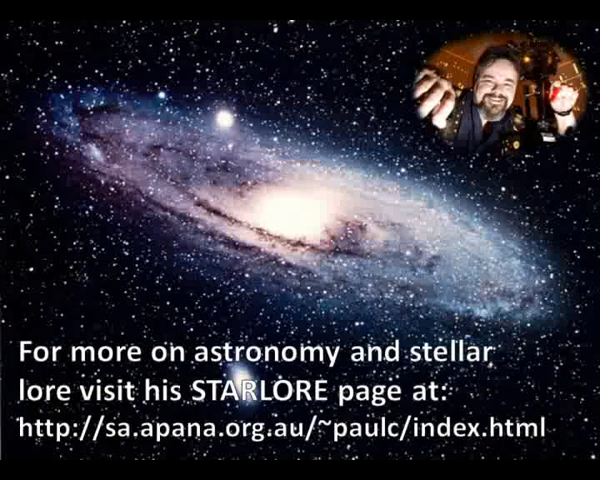 For more on astronomy and stellar
lore visit his STARLORE page at:
http://sa.apana.org.au/~paulc/index.html